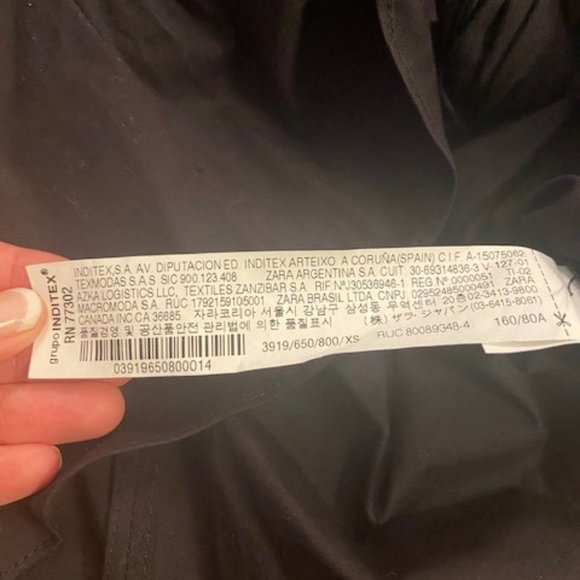 grupo INDITEX®
RN 77302
INDITEX,S.A. AV. DIPUTACION ED. INDITEX ARTEIXO A CORUÑA(SPAIN) C.I.F. A-15075062
TEXMODAS S.A.S. SIC 900.123.408 ZARA ARGENTINA S.A. CUIT: 30-69314836-3 V-127-01
AZKA LOGISTICS LLC, TEXTILES ZANZIBAR S.A. RIF NºJ30536946-1 REG Nº 0000051 TI-02
MACROMODA S.A. RÚC 1792159105001 ZARA BRASIL LTDA, CNPJ 02952485000491 ZARA
CANADA INC.CA 36685 자라코리아 서울시 강남구 삼성동 무역센터 2층 02-3413-9800
품질경영 및 공산품안전 관리법에 의한 품질표시 (株) ザラ・ジャパン (03-6415-8061)
3919/650/800/XS RUC 80089348-4 160/80A
03919650800014
1